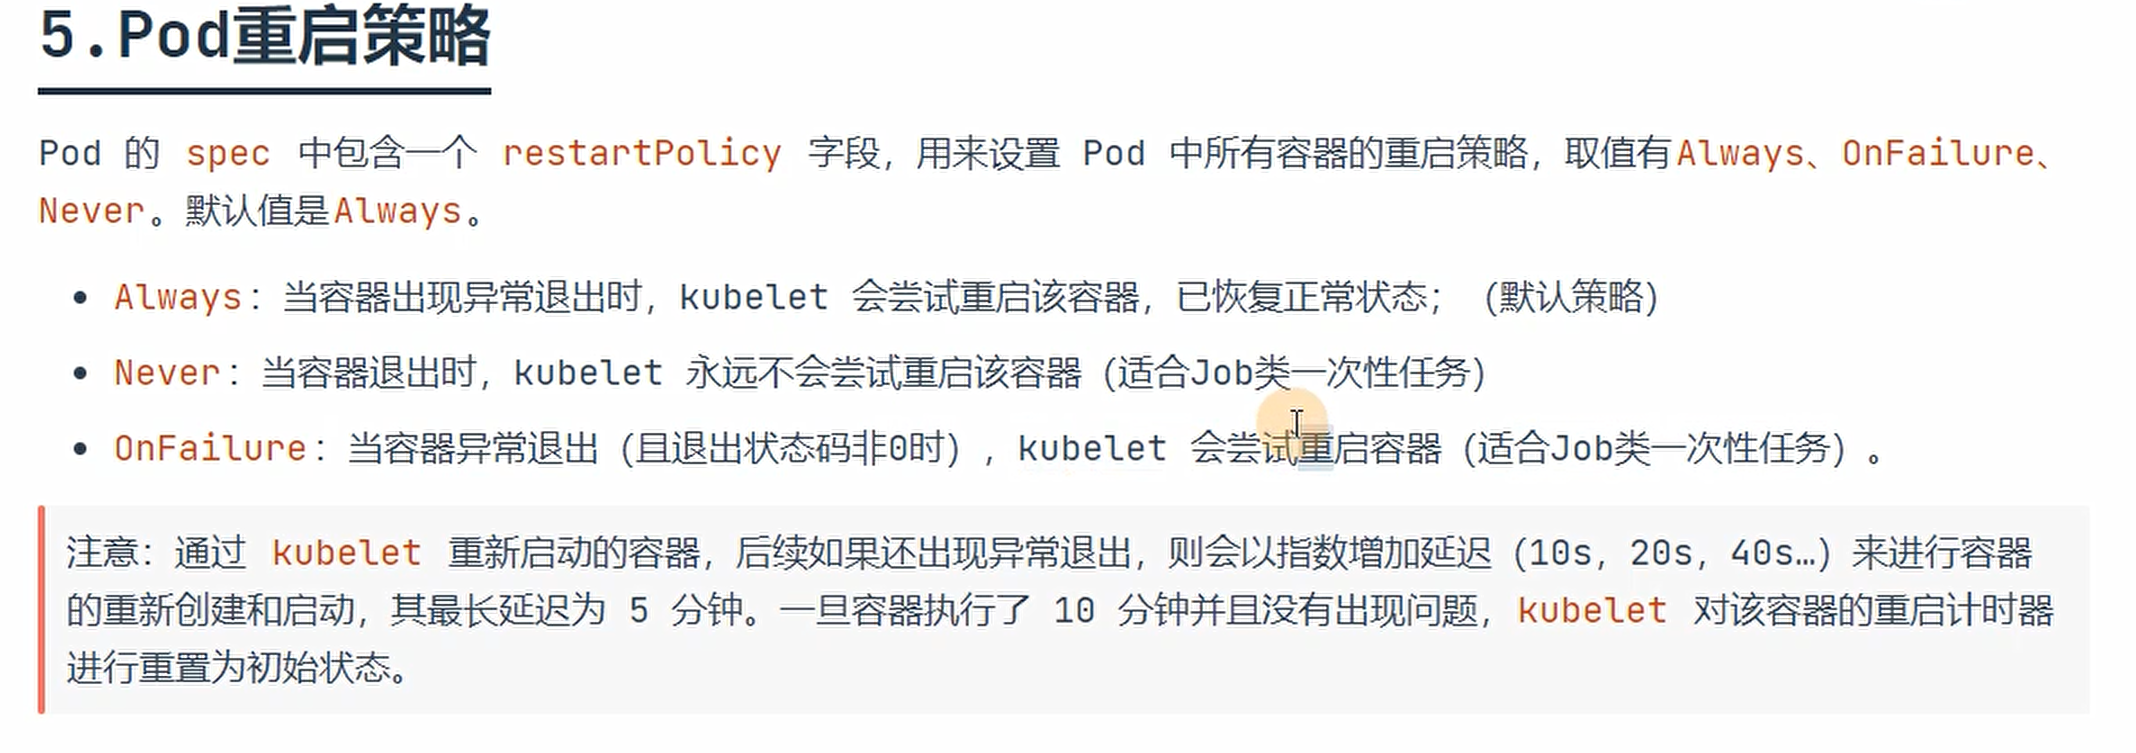 5.Pod重启策略
Pod 的 spec 中包含一个 restartPolicy 字段，用来设置 Pod 中所有容器的重启策略，取值有Always、OnFailure、
Never。默认值是Always。
• Always：当容器出现异常退出时，kubelet 会尝试重启该容器，已恢复正常状态；（默认策略）
• Never：当容器退出时，kubelet 永远不会尝试重启该容器（适合Job类一次性任务）
• OnFailure：当容器异常退出（且退出状态码非0时），kubelet 会尝试重启容器（适合Job类一次性任务）。
注意：通过 kubelet 重新启动的容器，后续如果还出现异常退出，则会以指数增加延迟（10s，20s，40s…）来进行容器
的重新创建和启动，其最长延迟为 5 分钟。一旦容器执行了 10 分钟并且没有出现问题，kubelet 对该容器的重启计时器
进行重置为初始状态。